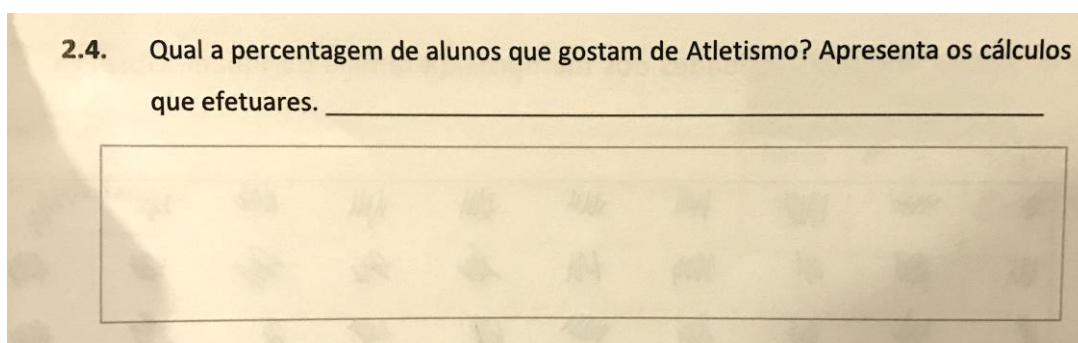 2.4. Qual a percentagem de alunos que gostam de Atletismo? Apresenta os cálculos
que efetuares.